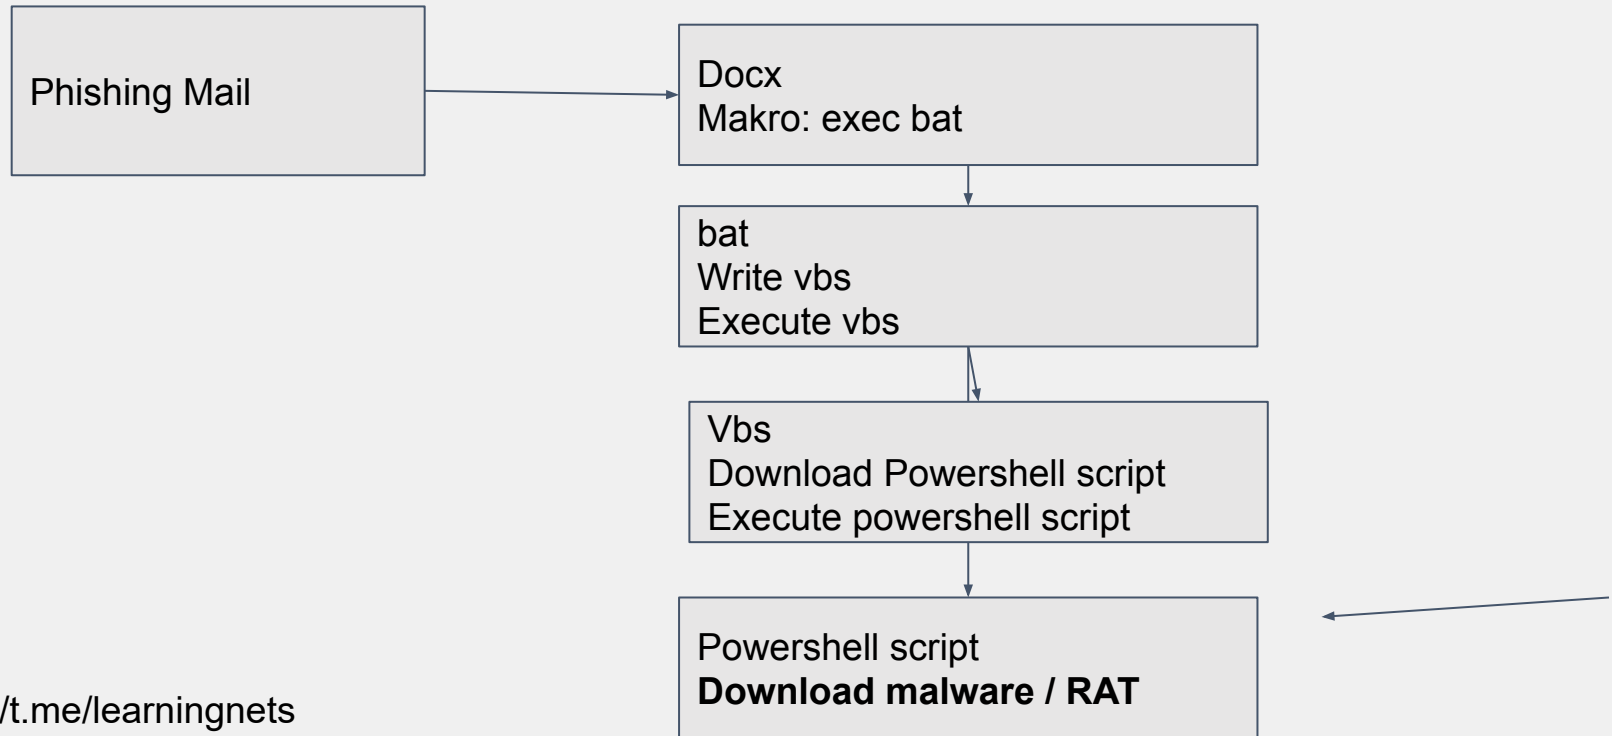 Phishing Mail
Docx
Makro: exec bat
bat
Write vbs
Execute vbs
Vbs
Download Powershell script
Execute powershell script
Powershell script
Download malware / RAT
/t.me/learningnets